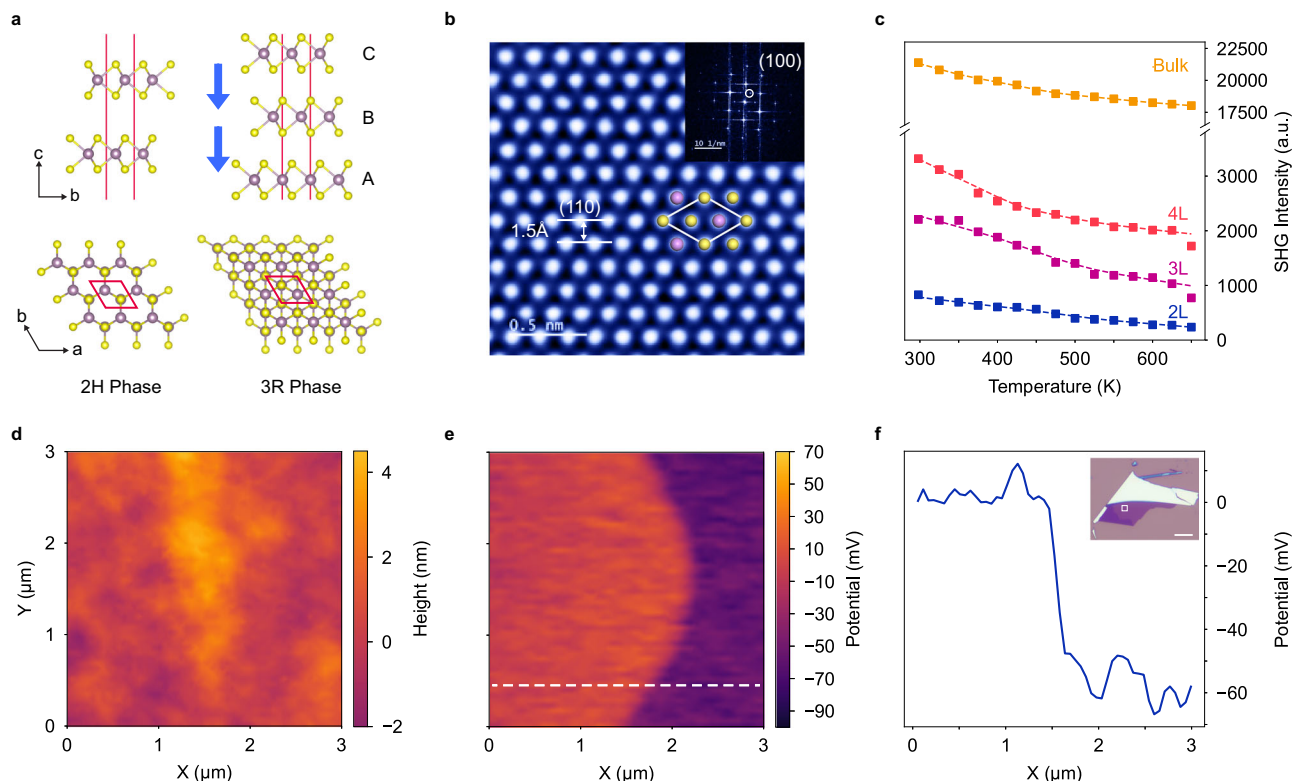 a
C
B
A
c
b
b
a
2H Phase
3R Phase
b
(100)
10 1/nm
(110)
1.5Å
0.5 nm
c
Bulk
4L
3L
2L
22500
20000
17500
3000
2000
1000
0
SHG Intensity (a.u.)
300
400
500
600
Temperature (K)
d
3
2
1
0
Y (µm)
0
1
2
3
X (µm)
4
2
0
−2
Height (nm)
e
0
1
2
3
X (µm)
70
50
30
10
−10
−30
−50
−70
−90
Potential (mV)
f
0
−20
−40
−60
Potential (mV)
0
1
2
3
X (µm)